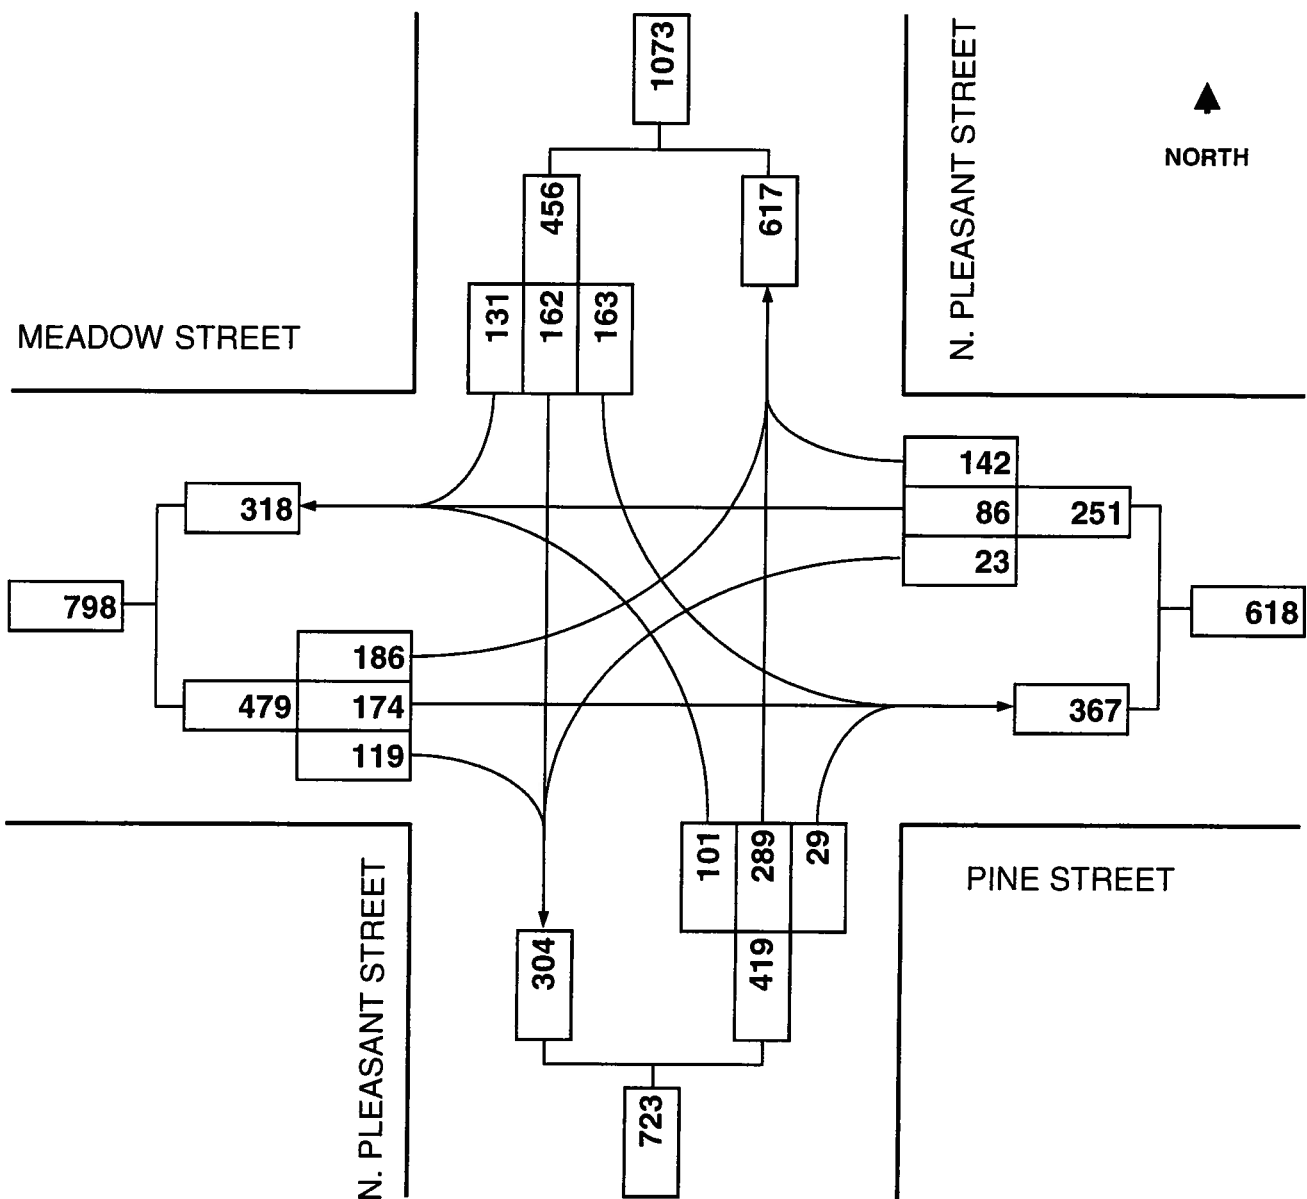 1073
N. PLEASANT STREET
NORTH
456
617
131 162 163
MEADOW STREET
142
318
86 251
23
798
618
186
479 174
367
119
101 289 29
PINE STREET
N. PLEASANT STREET
304
419
723